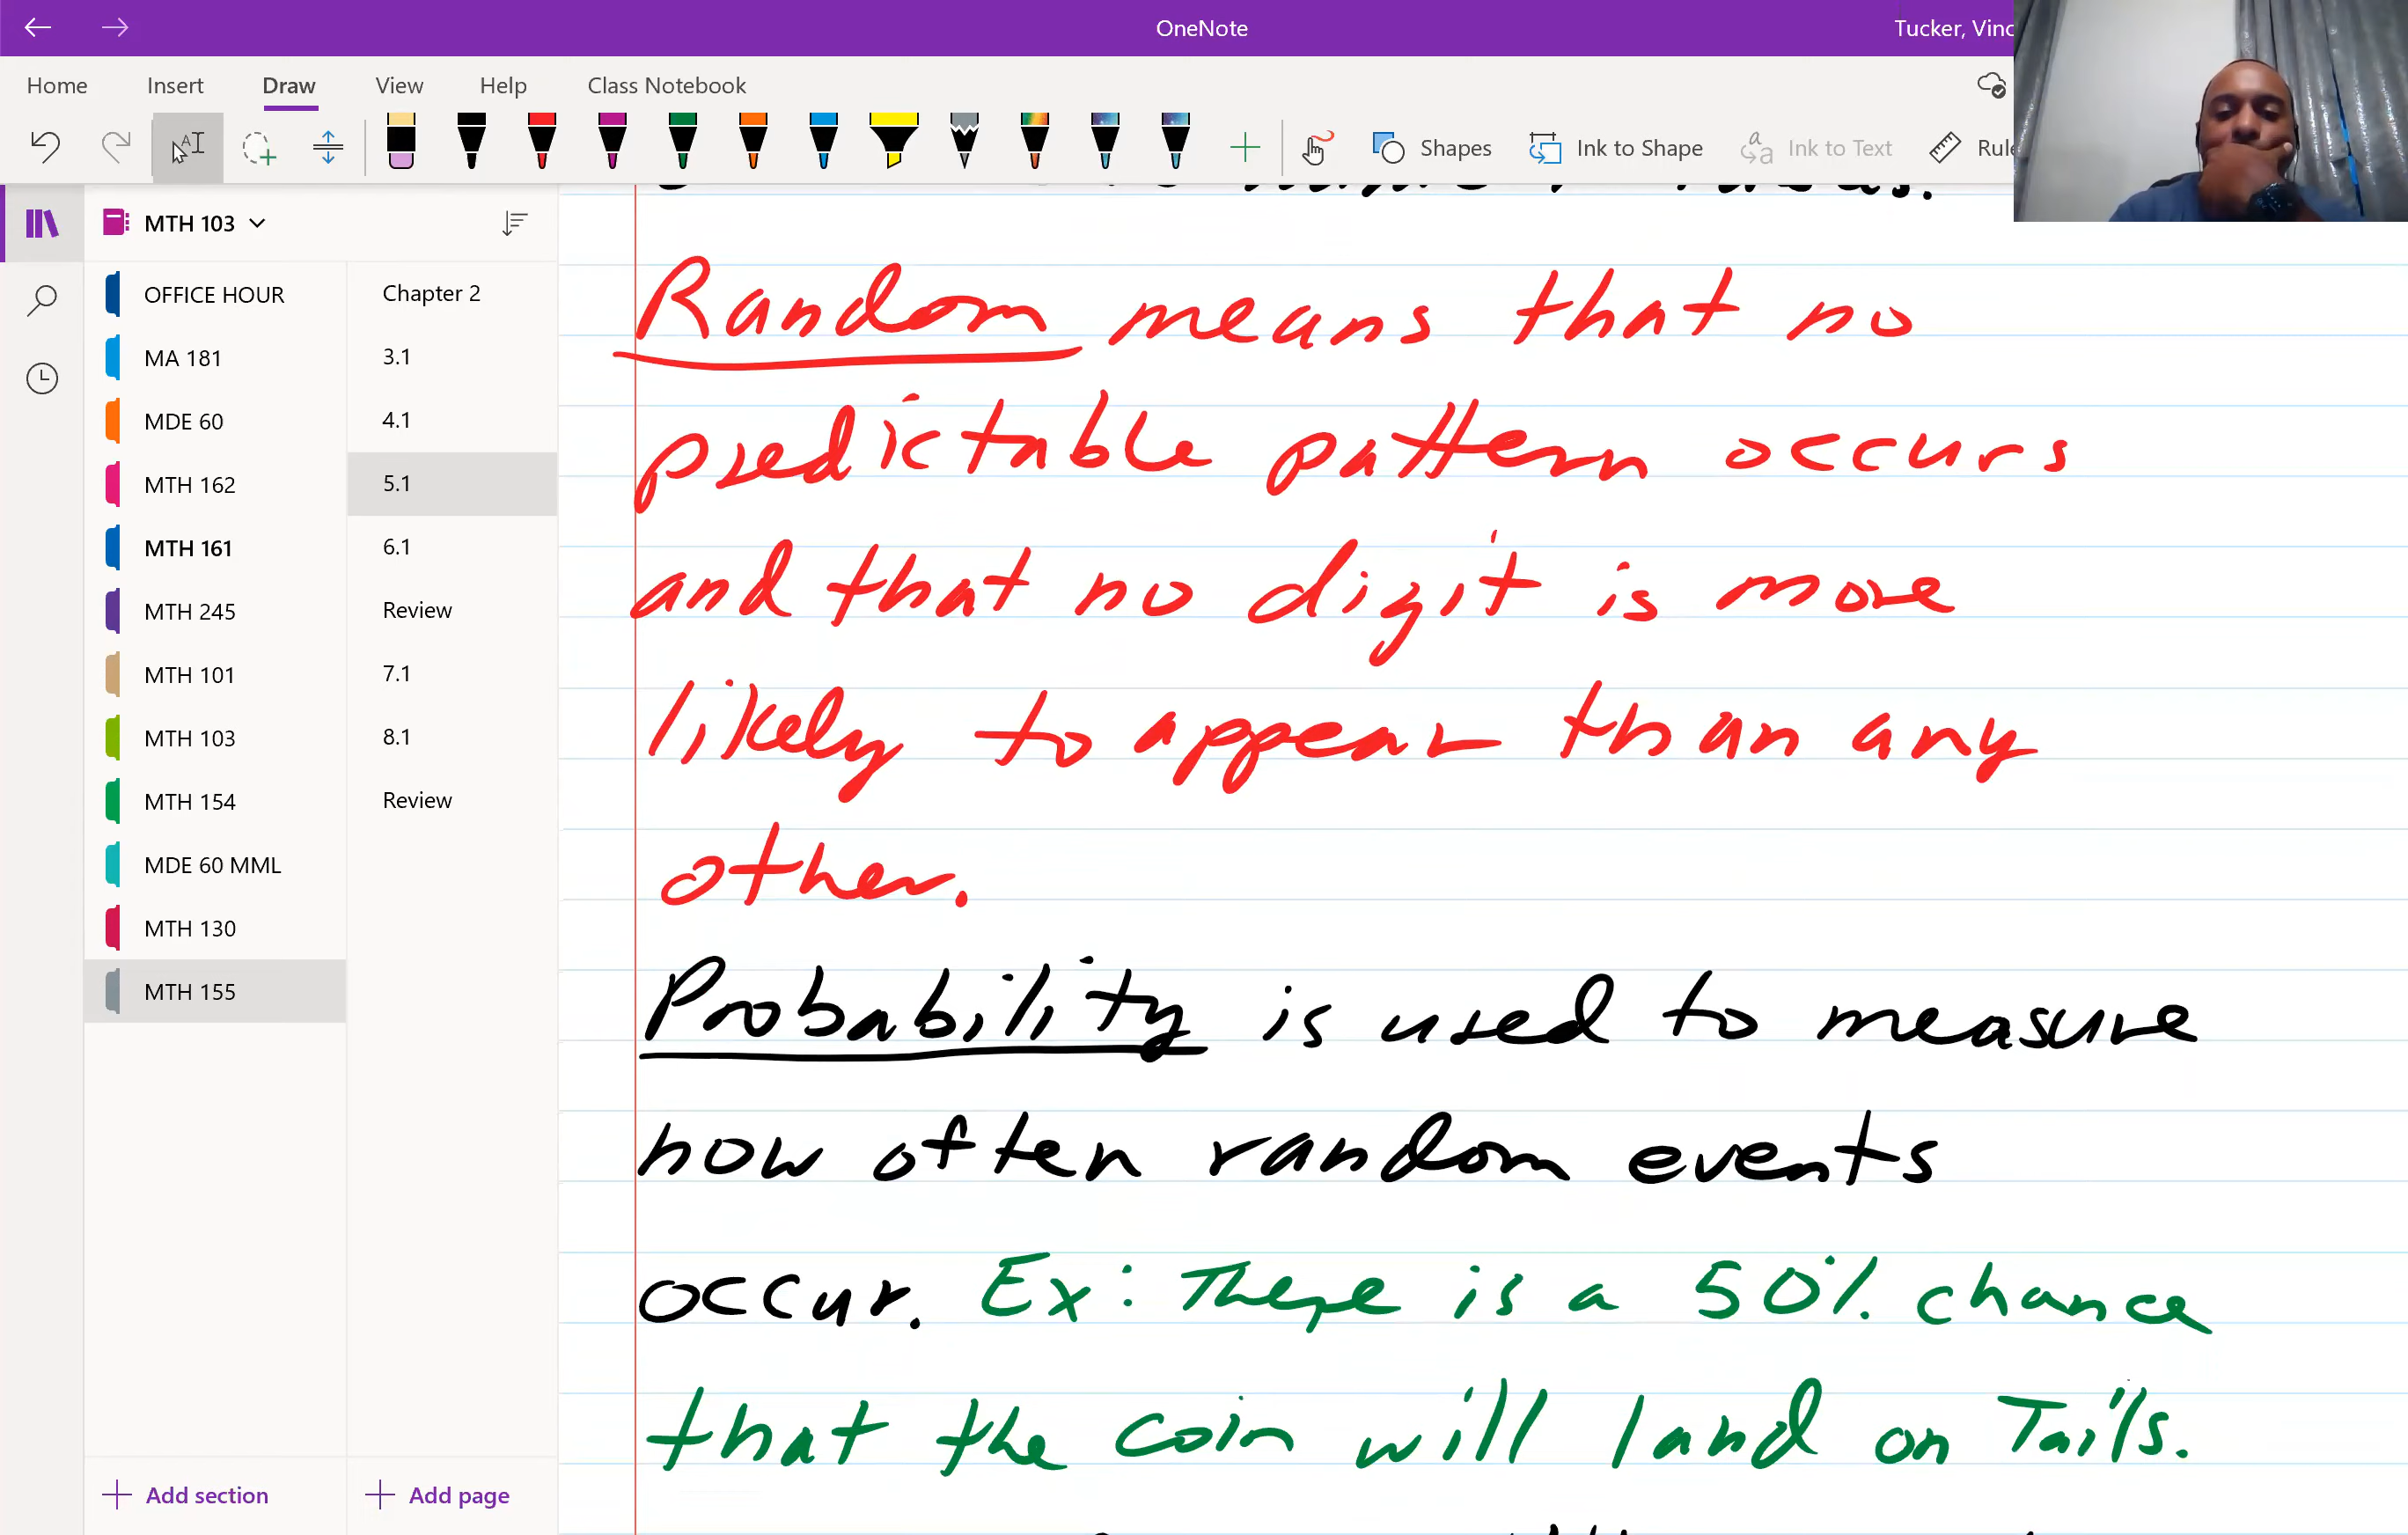 OneNote
Tucker, Vinc
Home Insert Draw View Help Class Notebook
Shapes Ink to Shape Ink to Text Rule
MTH 103
OFFICE HOUR
MA 181
MDE 60
MTH 162
MTH 161
MTH 245
MTH 101
MTH 103
MTH 154
MDE 60 MML
MTH 130
MTH 155
Add section
Chapter 2
3.1
4.1
5.1
6.1
Review
7.1
8.1
Review
Add page
Random means that no
predictable pattern occurs
and that no digit is more
likely to appear than any
other.
Probability is used to measure
how often random events
occur. Ex: There is a 50% chance
that the coin will land on Tails.